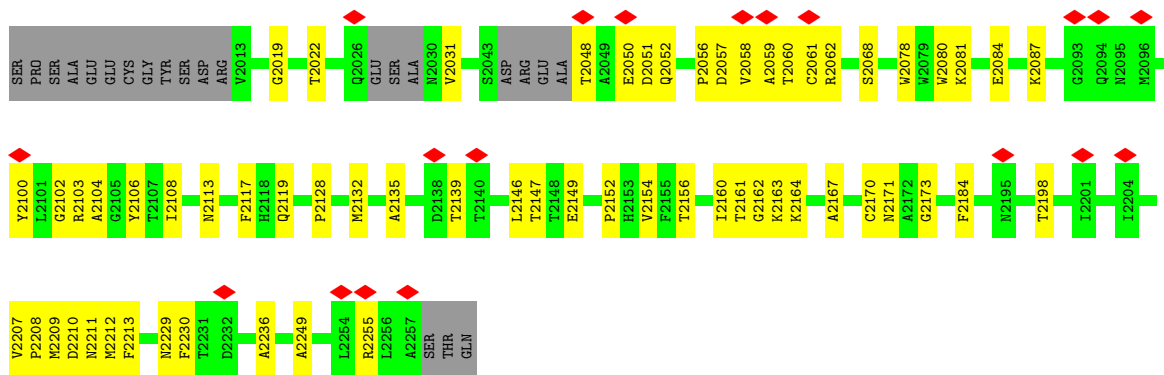 SER PRO SER ALA GLU GLU CYS GLY TYR SER ASP ARG V2013 G2019 T2022 Q2026 GLU SER ALA N2030 V2031 S2043 ASP ARG GLU ALA T2048 A2049 E2050 D2051 Q2052 P2056 D2057 V2058 A2059 T2060 C2061 R2062 S2068 W2078 W2079 W2080 K2081 E2084 K2087 G2093 Q2094 N2095 M2096
Y2100 L2101 G2102 R2103 A2104 G2105 Y2106 T2107 I2108 N2113 F2117 H2118 Q2119 P2128 M2132 A2135 D2138 T2139 T2140 L2146 T2147 T2148 E2149 P2152 H2153 V2154 F2155 T2156 I2160 T2161 G2162 K2163 K2164 A2167 C2170 N2171 A2172 G2173 F2184 N2195 T2198 I2201 I2204
V2207 P2208 M2209 D2210 N2211 M2212 F2213 N2229 F2230 T2231 D2232 A2236 A2249 L2254 R2255 L2256 A2257 SER THR GLN